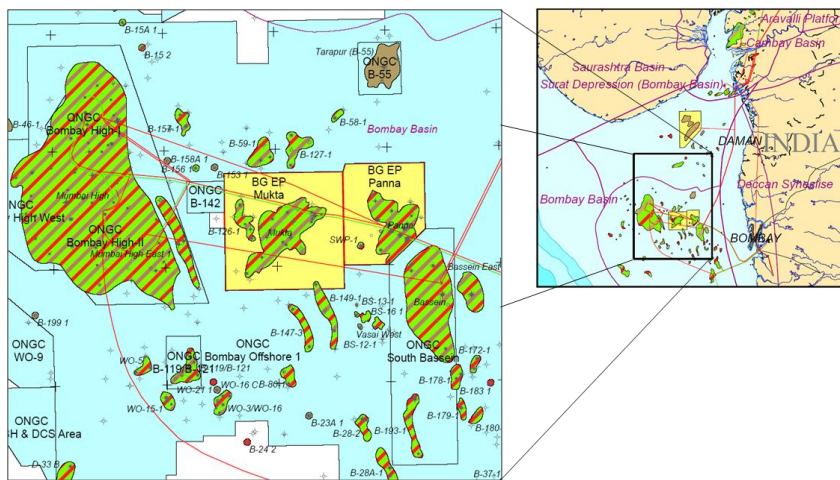 B-15A 1
B-15 2
Tarapur (B-55)
ONGC
B-55
ONGC
Bombay High-I
B-46-1
B-157-1
B-58-1
Bombay Basin
B-59-1
B-127-1
B-158A 1
B-156 1
B-153 1
BG EP
Mukta
BG EP
Panna
ONGC
B-142
Mumbai High
ONGC
High West
ONGC
Bombay High-II
Mumbai High East 1
B-126-1
Mukta
SWP-1
Panna
Bassein East
Bassein
B-149-1
BS-13-1
BS-16 1
Vasai West
BS-12-1
B-147-3
B-199 1
ONGC
WO-9
WO-5
ONGC
B-119/B-121
ONGC
Bombay Offshore 1
ONGC
South Bassein
B-172-1
WO-16
WO-21 1
B-178-1
B-183 1
WO-15-1
WO-3/WO-16
B-23A 1
B-28-2
B-193-1
B-179-1
B-180-
ONGC
H & DCS Area
B-24 2
D-33 B
B-28A-1
B-37-1
Aravalli Platfo
Cambay Basin
Saurashtra Basin
Surat Depression (Bombay Basin)
DAMAN
INDIA
Deccan Syneslise
Bombay Basin
BOMBAY